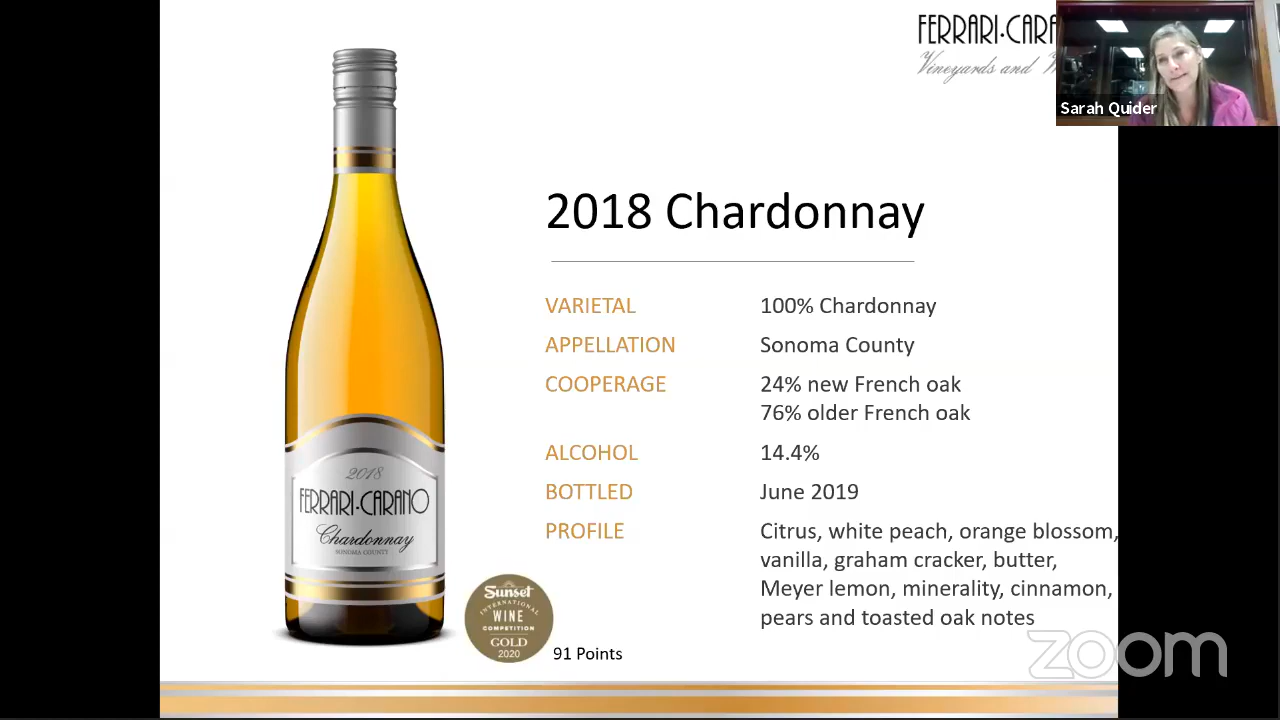 FERRARI·CARA
Vineyards and W
Sarah Quider
2018 Chardonnay
VARIETAL 100% Chardonnay
APPELLATION Sonoma County
COOPERAGE 24% new French oak
76% older French oak
ALCOHOL 14.4%
BOTTLED June 2019
PROFILE Citrus, white peach, orange blossom,
vanilla, graham cracker, butter,
Meyer lemon, minerality, cinnamon,
pears and toasted oak notes
2018
FERRARI·CARANO
Chardonnay
SONOMA COUNTY
Sunset
INTERNATIONAL
WINE
COMPETITION
GOLD
2020
91 Points
zoom